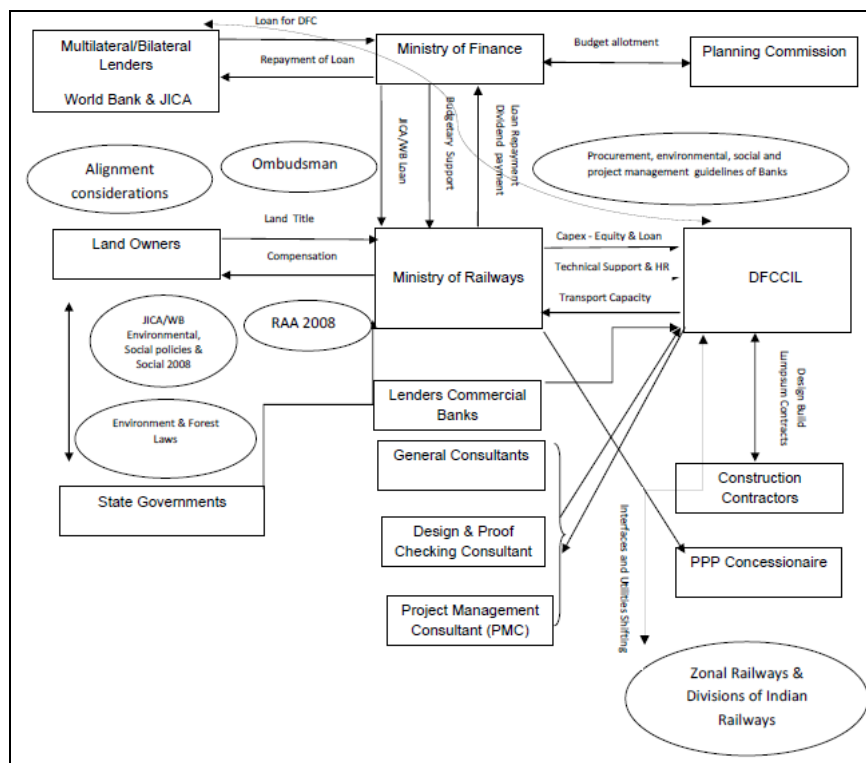 Loan for DFC
Multilateral/Bilateral
Lenders
World Bank & JICA
Repayment of Loan
Ministry of Finance
Budget allotment
Planning Commission
JICA/WB Loan
Budgetary Support
Loan Repayment
Dividend payment
Alignment
considerations
Ombudsman
Procurement, environmental, social and
project management guidelines of Banks
Land Title
Land Owners
Compensation
Ministry of Railways
Capex - Equity & Loan
Technical Support & HR
Transport Capacity
DFCCIL
JICA/WB
Environmental,
Social policies &
Social 2008
RAA 2008
Environment & Forest
Laws
State Governments
Lenders Commercial
Banks
General Consultants
Design & Proof
Checking Consultant
Project Management
Consultant (PMC)
Design Build
Lumpsum Contracts
Construction
Contractors
PPP Concessionaire
Interfaces and Utilities Shifting
Zonal Railways &
Divisions of Indian
Railways